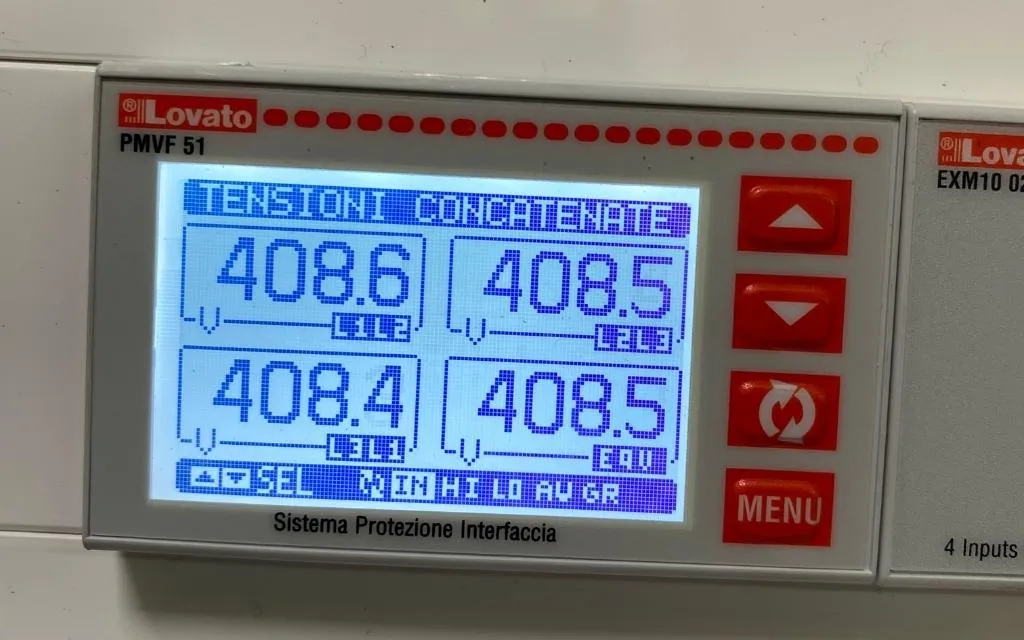 ®Lovato
PMVF 51
TENSIONI CONCATENATE
408.6
V L1L2
408.5
V L2L3
408.4
V L3L1
408.5
V EQV
SEL IN HI LO AV GR
Sistema Protezione Interfaccia
MENU
®Lova
EXM10 02
4 Inputs